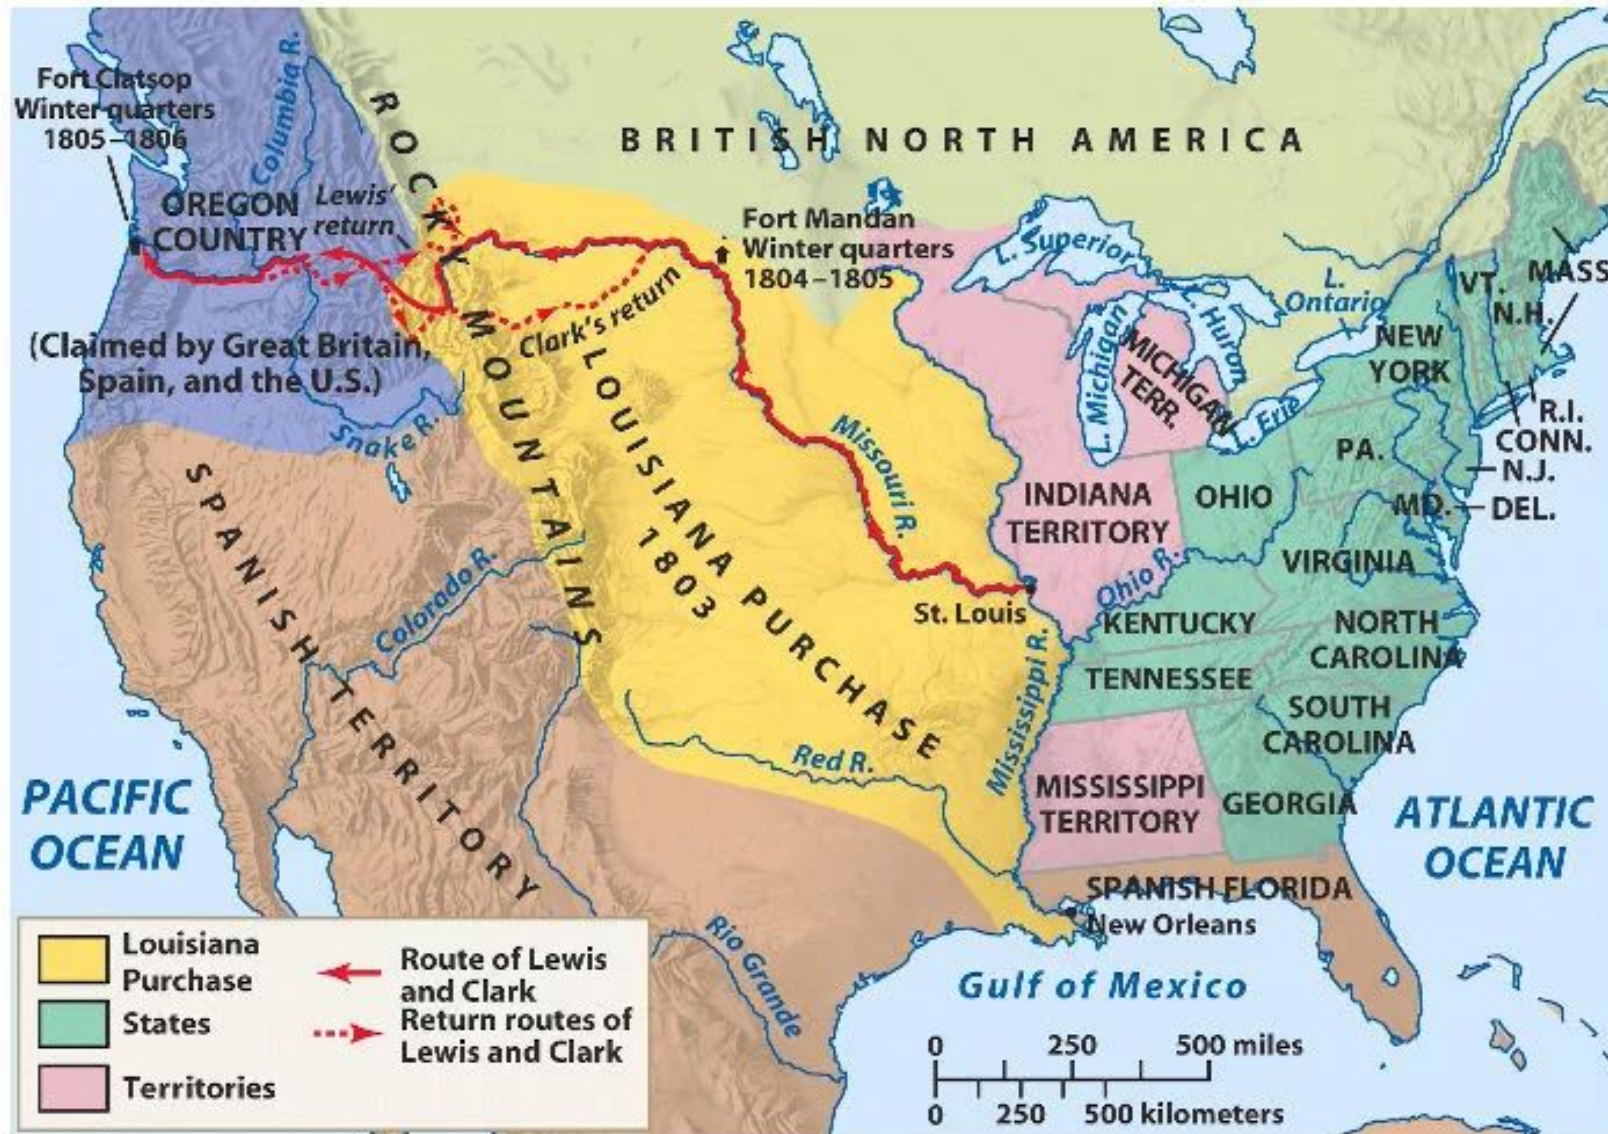 Fort Clatsop
Winter quarters
1805–1806
Columbia R.
ROCKY MOUNTAINS
BRITISH NORTH AMERICA
OREGON
COUNTRY
Lewis'
return
Fort Mandan
Winter quarters
1804–1805
L. Superior
L. Michigan
L. Huron
L.
Ontario
L. Erie
MICHIGAN
TERR.
VT.
MASS
N.H.
NEW
YORK
R.I.
CONN.
N.J.
DEL.
MD.
PA.
(Claimed by Great Britain,
Spain, and the U.S.)
Clark's return
Snake R.
Missouri R.
LOUISIANA PURCHASE
1803
INDIANA
TERRITORY
OHIO
VIRGINIA
Ohio R.
St. Louis
KENTUCKY
NORTH
CAROLINA
TENNESSEE
SOUTH
CAROLINA
SPANISH TERRITORY
Colorado R.
Mississippi R.
Red R.
MISSISSIPPI
TERRITORY
GEORGIA
PACIFIC
OCEAN
ATLANTIC
OCEAN
SPANISH FLORIDA
New Orleans
Rio Grande
Gulf of Mexico
Louisiana
Purchase
States
Territories
Route of Lewis
and Clark
Return routes of
Lewis and Clark
0 250 500 miles
0 250 500 kilometers